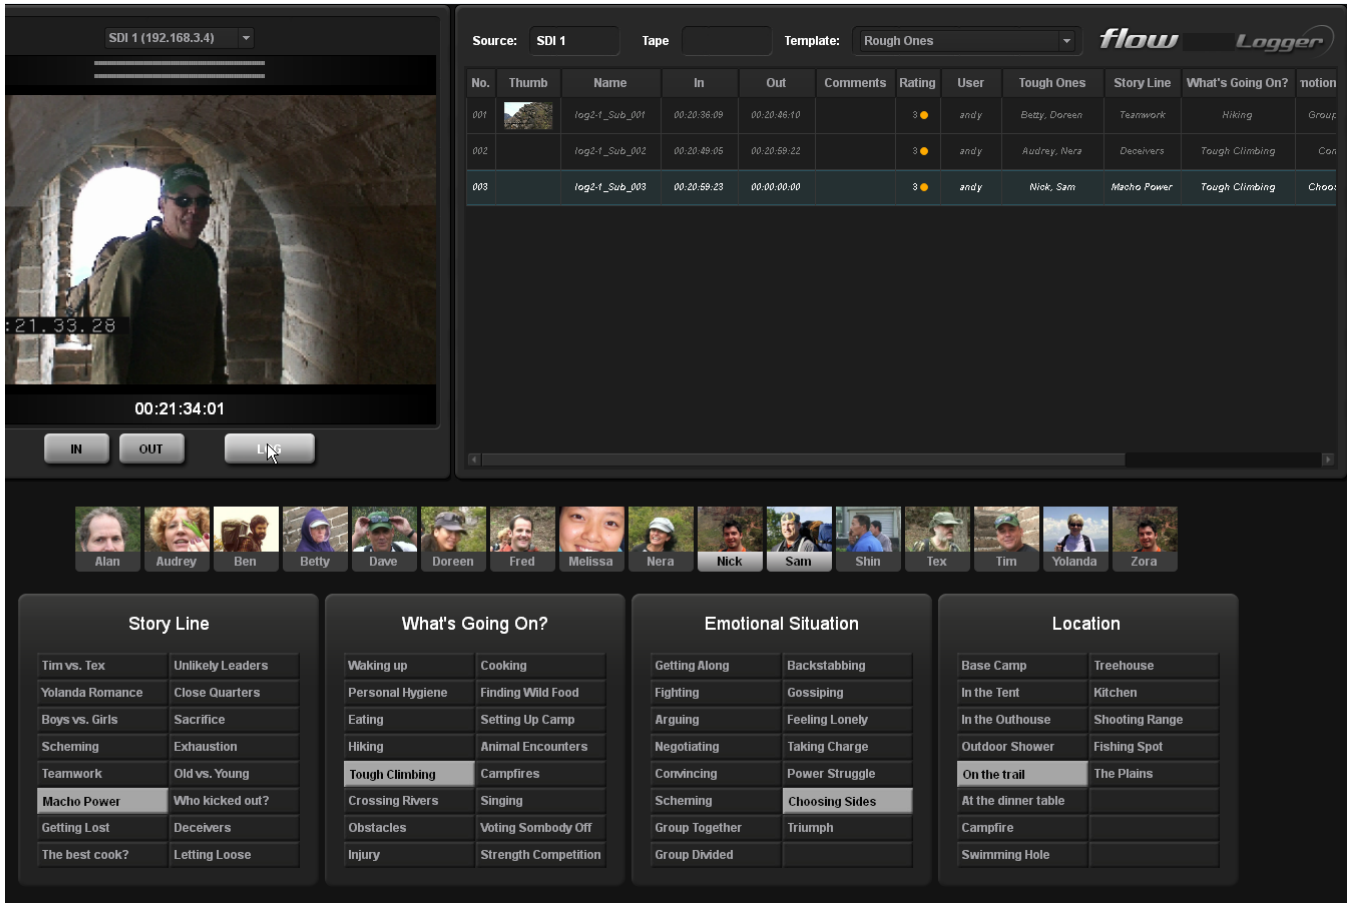 SDI 1 (192.168.3.4)
:21.33.28
00:21:34:01
IN OUT LOG
Source: SDI 1 Tape Template: Rough Ones flow Logger
No. Thumb Name In Out Comments Rating User Tough Ones Story Line What's Going On? motion
001 log2-1_Sub_001 00:20:36:09 00:20:46:10 3 andy Betty, Doreen Teamwork Hiking Group
002 log2-1_Sub_002 00:20:49:05 00:20:59:22 3 andy Audrey, Nera Deceivers Tough Climbing Con
003 log2-1_Sub_003 00:20:59:23 00:00:00:00 3 andy Nick, Sam Macho Power Tough Climbing Choos
Alan Audrey Ben Betty Dave Doreen Fred Melissa Nera Nick Sam Shin Tex Tim Yolanda Zora
Story Line
Tim vs. Tex Unlikely Leaders
Yolanda Romance Close Quarters
Boys vs. Girls Sacrifice
Scheming Exhaustion
Teamwork Old vs. Young
Macho Power Who kicked out?
Getting Lost Deceivers
The best cook? Letting Loose
What's Going On?
Waking up Cooking
Personal Hygiene Finding Wild Food
Eating Setting Up Camp
Hiking Animal Encounters
Tough Climbing Campfires
Crossing Rivers Singing
Obstacles Voting Sombody Off
Injury Strength Competition
Emotional Situation
Getting Along Backstabbing
Fighting Gossiping
Arguing Feeling Lonely
Negotiating Taking Charge
Convincing Power Struggle
Scheming Choosing Sides
Group Together Triumph
Group Divided
Location
Base Camp Treehouse
In the Tent Kitchen
In the Outhouse Shooting Range
Outdoor Shower Fishing Spot
On the trail The Plains
At the dinner table
Campfire
Swimming Hole